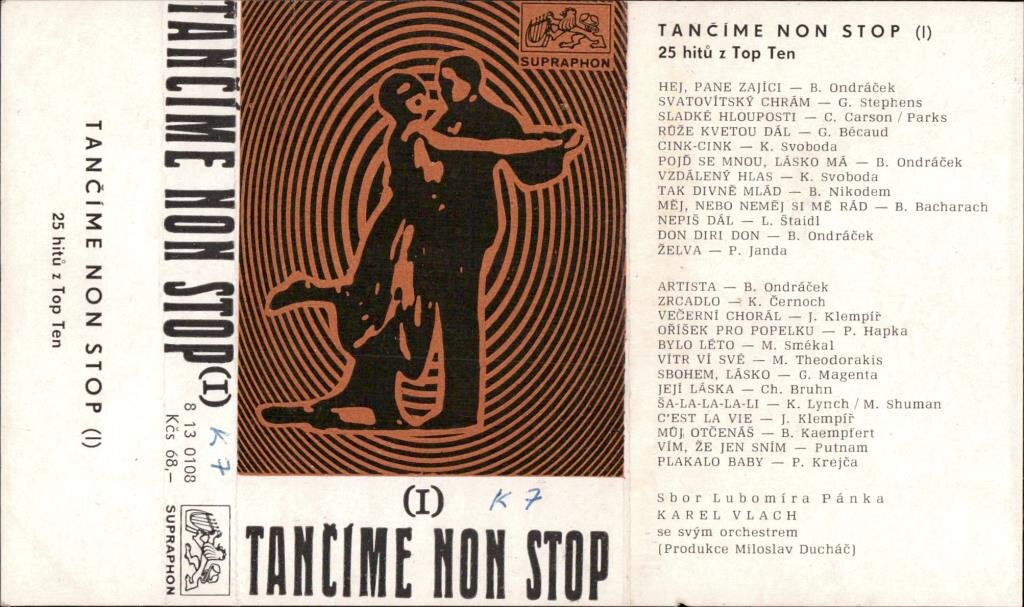 TANČÍME NON STOP (I)
25 hitů z Top Ten
TANČÍME NON STOP (I)
8 13 0108
Kčs 68,–
K 7
SUPRAPHON
SUPRAPHON
(I)
K 7
TANČÍME NON STOP
TANČÍME NON STOP (I)
25 hitů z Top Ten
HEJ, PANE ZAJÍCI — B. Ondráček
SVATOVÍTSKÝ CHRÁM — G. Stephens
SLADKÉ HLOUPOSTI — C. Carson / Parks
RŮŽE KVETOU DÁL — G. Bécaud
CINK-CINK — K. Svoboda
POJĎ SE MNOU, LÁSKO MÁ — B. Ondráček
VZDÁLENÝ HLAS — K. Svoboda
TAK DIVNĚ MLÁD — B. Nikodem
MĚJ, NEBO NEMĚJ SI MĚ RÁD — B. Bacharach
NEPIŠ DÁL — L. Štaidl
DON DIRI DON — B. Ondráček
ŽELVA — P. Janda
ARTISTA — B. Ondráček
ZRCADLO — K. Černoch
VEČERNÍ CHORÁL — J. Klempíř
OŘÍŠEK PRO POPELKU — P. Hapka
BYLO LÉTO — M. Smékal
VÍTR VÍ SVÉ — M. Theodorakis
SBOHEM, LÁSKO — G. Magenta
JEJÍ LÁSKA — Ch. Bruhn
ŠA-LA-LA-LA-LI — K. Lynch / M. Shuman
C'EST LA VIE — J. Klempíř
MŮJ OTČENÁŠ — B. Kaempfert
VÍM, ŽE JEN SNÍM — Putnam
PLAKALO BABY — P. Krejča
Sbor Lubomíra Pánka
KAREL VLACH
se svým orchestrem
(Produkce Miloslav Ducháč)